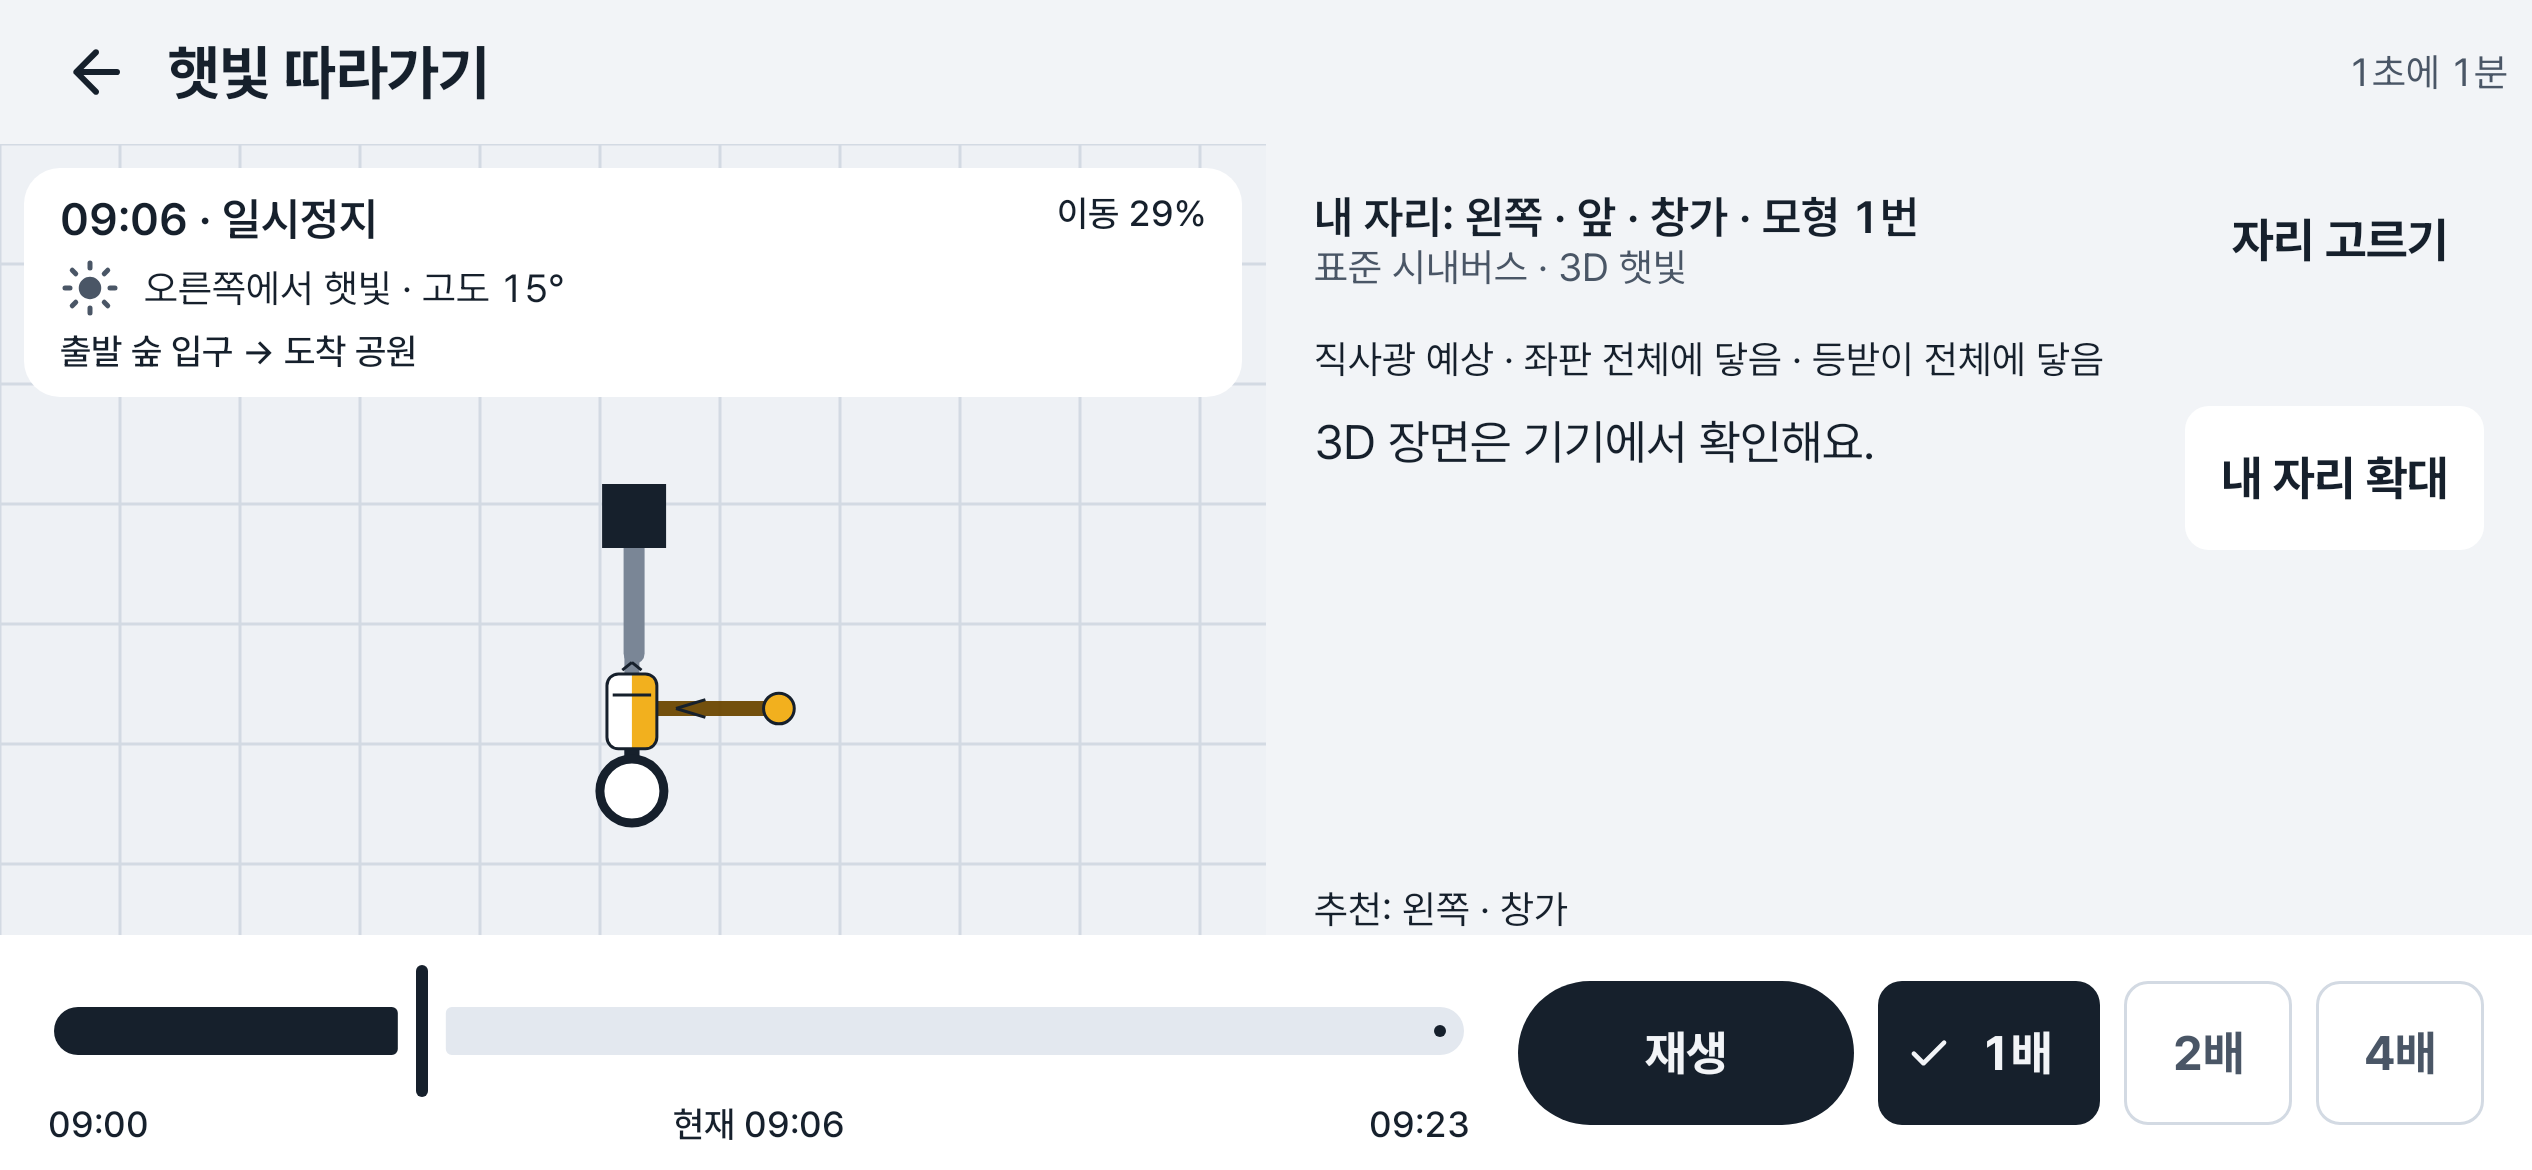 햇빛 따라가기
1초에 1분
09:06 · 일시정지
이동 29%
오른쪽에서 햇빛 · 고도 15°
출발 숲 입구 → 도착 공원
내 자리: 왼쪽 · 앞 · 창가 · 모형 1번
표준 시내버스 · 3D 햇빛
자리 고르기
직사광 예상 · 좌판 전체에 닿음 · 등받이 전체에 닿음
3D 장면은 기기에서 확인해요.
내 자리 확대
추천: 왼쪽 · 창가
09:00
현재 09:06
09:23
재생
1배
2배
4배